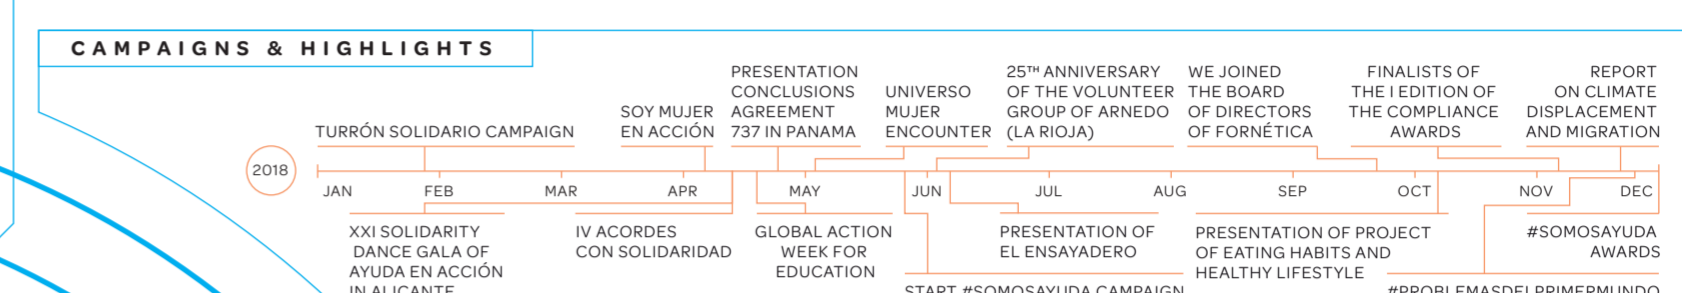 CAMPAIGNS & HIGHLIGHTS
TURRÓN SOLIDARIO CAMPAIGN
SOY MUJER
EN ACCIÓN
PRESENTATION
CONCLUSIONS
AGREEMENT
737 IN PANAMA
UNIVERSO
MUJER
ENCOUNTER
25TH ANNIVERSARY
OF THE VOLUNTEER
GROUP OF ARNEDO
(LA RIOJA)
WE JOINED
THE BOARD
OF DIRECTORS
OF FORNÉTICA
FINALISTS OF
THE I EDITION OF
THE COMPLIANCE
AWARDS
REPORT
ON CLIMATE
DISPLACEMENT
AND MIGRATION
2018
JAN FEB MAR APR MAY JUN JUL AUG SEP OCT NOV DEC
XXI SOLIDARITY
DANCE GALA OF
AYUDA EN ACCIÓN
IN ALICANTE
IV ACORDES
CON SOLIDARIDAD
GLOBAL ACTION
WEEK FOR
EDUCATION
START #SOMOSAYUDA CAMPAIGN
PRESENTATION OF
EL ENSAYADERO
PRESENTATION OF PROJECT
OF EATING HABITS AND
HEALTHY LIFESTYLE
#SOMOSAYUDA
AWARDS
#PROBLEMASDELPRIMERMUNDO